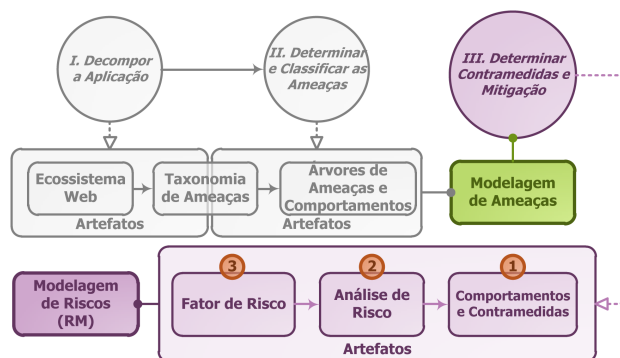 I. Decompor
a Aplicação
II. Determinar
e Classificar as
Ameaças
III. Determinar
Contramedidas e
Mitigação
Ecossistema
Web
Taxonomia
de Ameaças
Árvores de
Ameaças e
Comportamentos
Artefatos
Artefatos
Modelagem
de Ameaças
Modelagem
de Riscos
(RM)
3
Fator de Risco
2
Análise de
Risco
1
Comportamentos
e Contramedidas
Artefatos